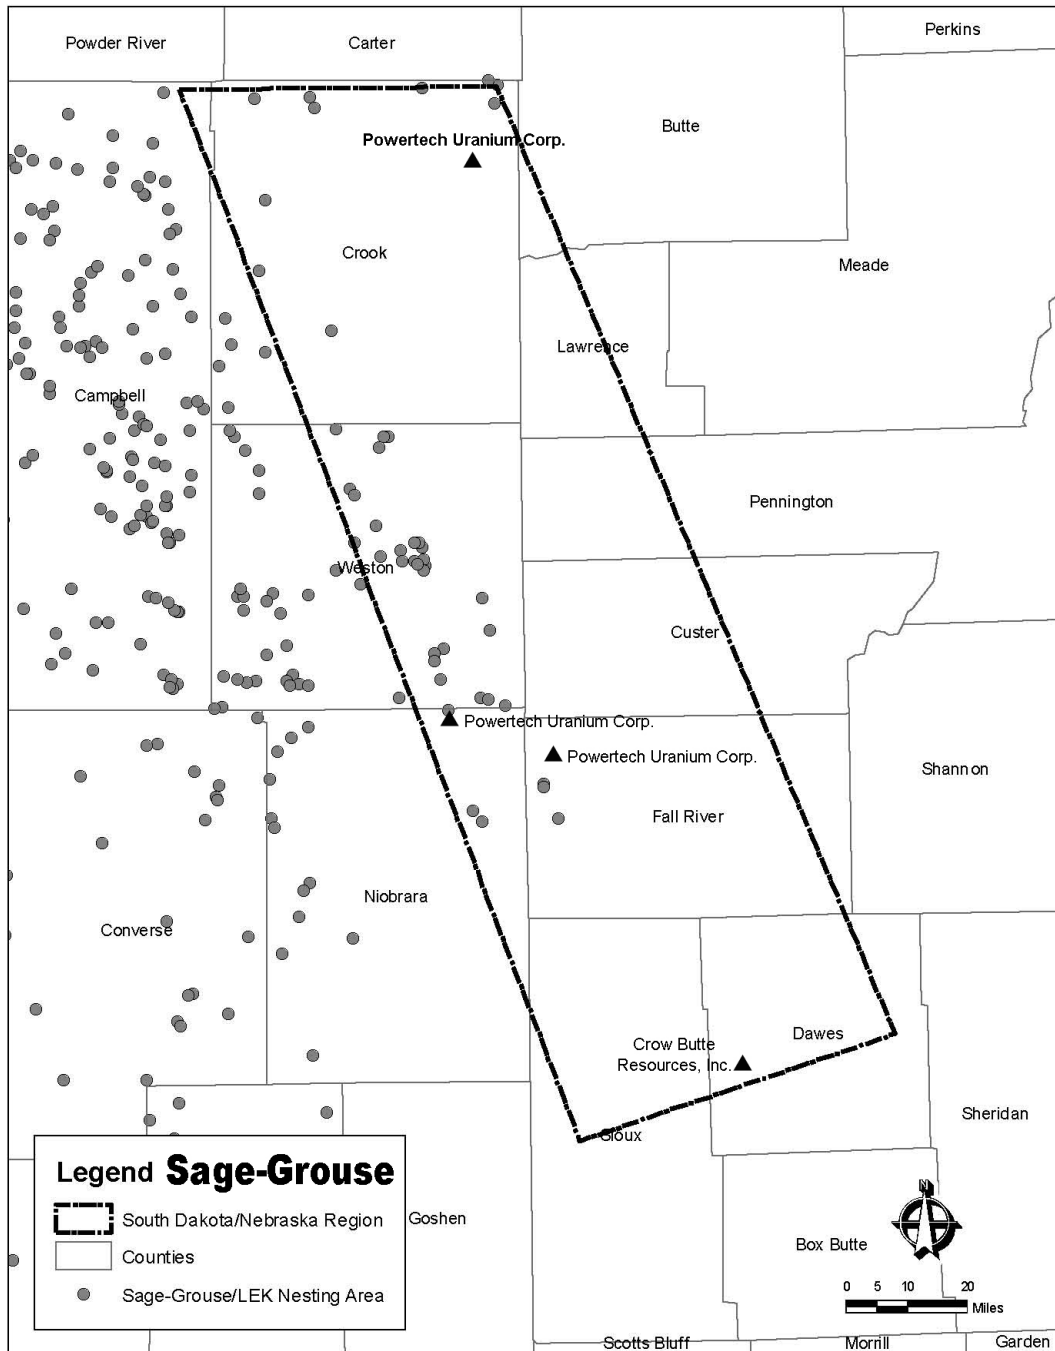 Powder River
Carter
Perkins
Butte
Powertech Uranium Corp.
Crook
Meade
Lawrence
Campbell
Pennington
Weston
Custer
Powertech Uranium Corp.
Powertech Uranium Corp.
Shannon
Fall River
Niobrara
Converse
Dawes
Crow Butte
Resources, Inc.
Sheridan
Sioux
Legend Sage-Grouse
South Dakota/Nebraska Region
Counties
Sage-Grouse/LEK Nesting Area
Goshen
N
Box Butte
0 5 10 20
Miles
Scotts Bluff
Morrill
Garden